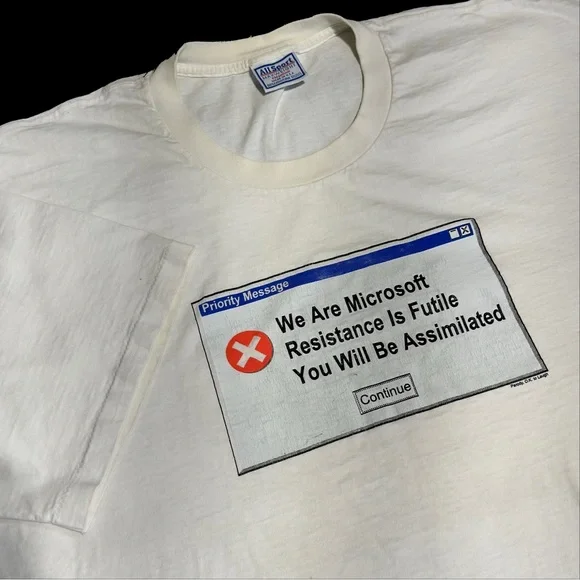 AllSport
Priority Message
We Are Microsoft
Resistance Is Futile
You Will Be Assimilated
Continue